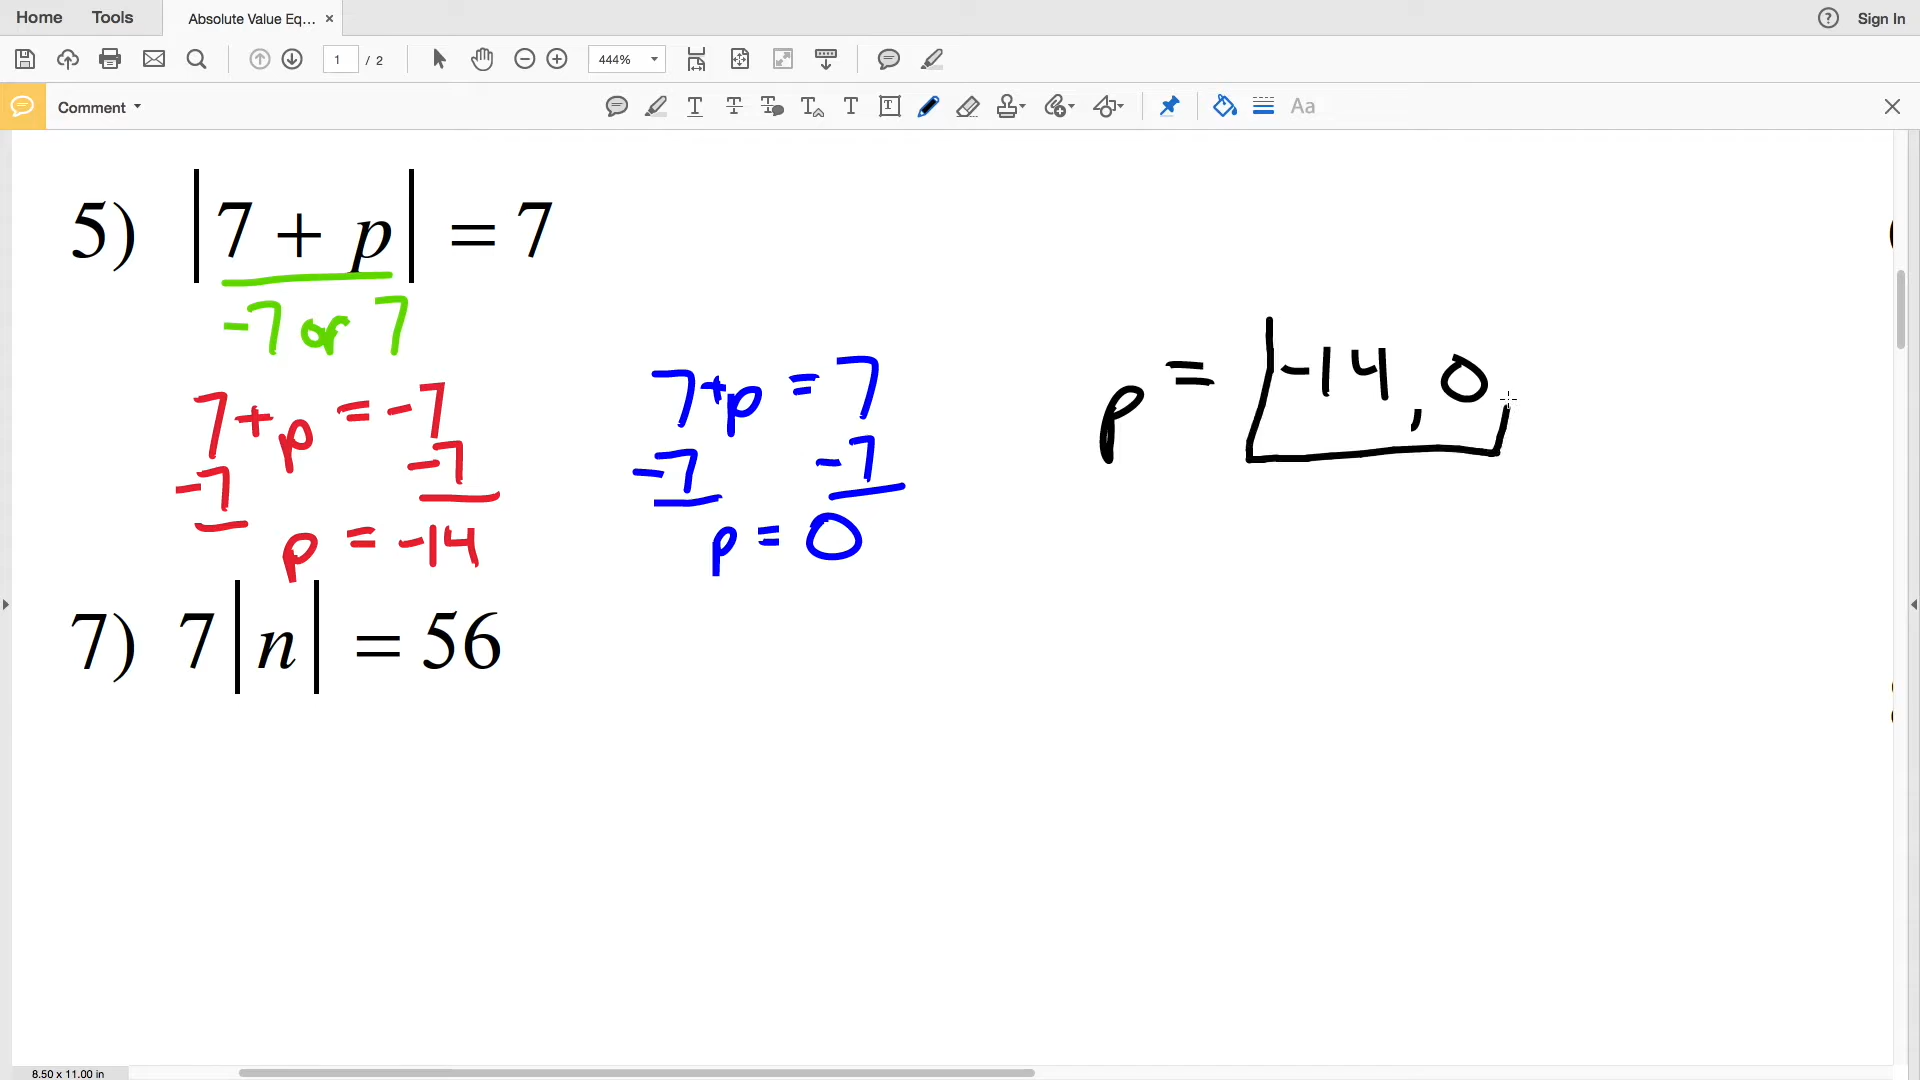 Home Tools Absolute Value Eq... × ? Sign In
1 / 2 444%
Comment T T T T T T Aa
5) |7 + p| = 7
-7 or 7
7+p = -7
-7 -7
p = -14
7+p = 7
-7 -7
p = 0
p = -14, 0
7) 7|n| = 56
8.50 x 11.00 in